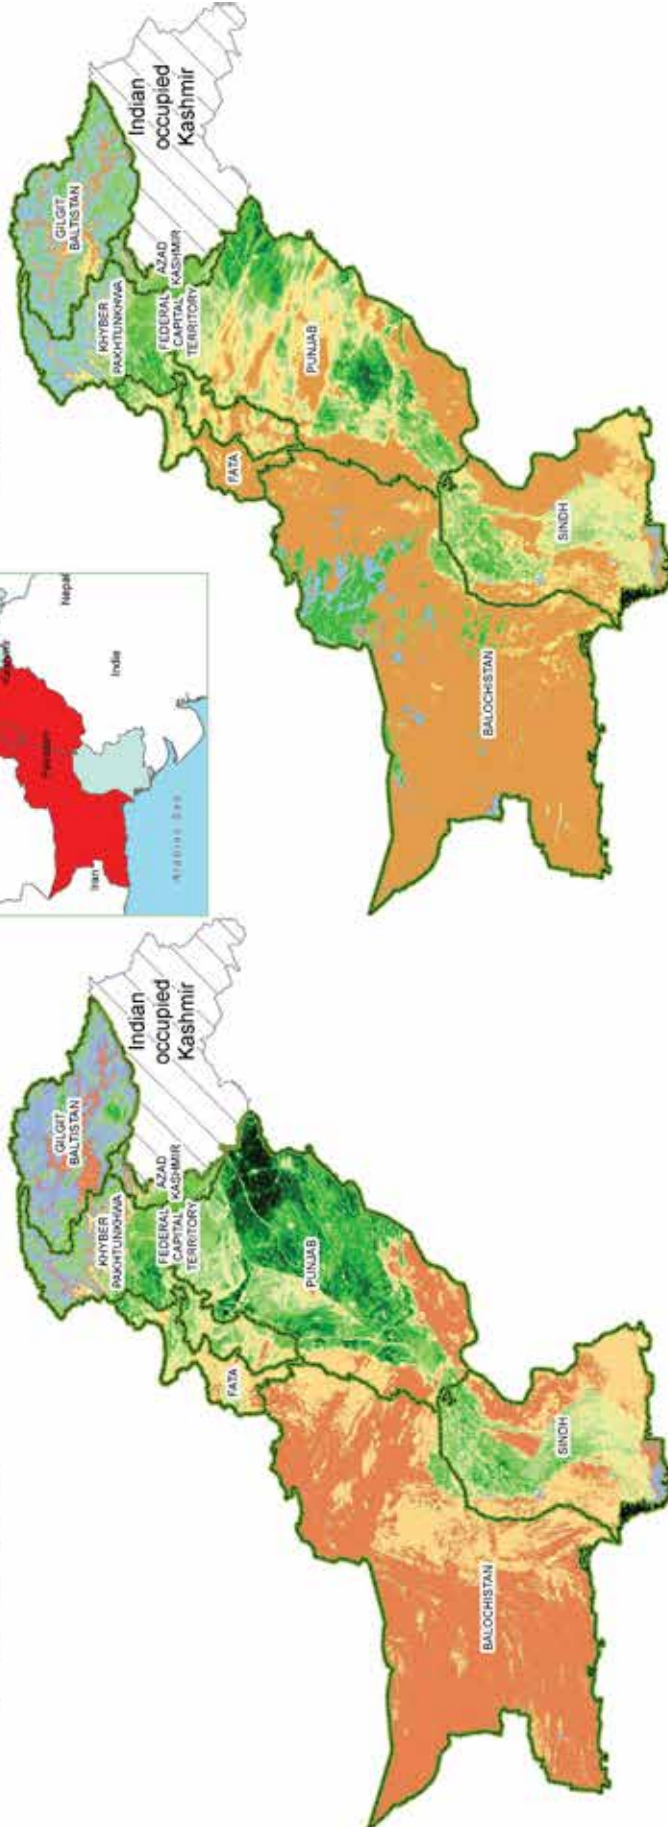 GILGIT
BALTISTAN
KHYBER
PAKHTUNKHWA
FATA
FEDERAL
CAPITAL
TERRITORY
AZAD
KASHMIR
Indian
occupied
Kashmir
PUNJAB
BALOCHISTAN
SINDH
Iran
Pakistan
Nepal
India
Arabian Sea
GILGIT
BALTISTAN
KHYBER
PAKHTUNKHWA
FATA
FEDERAL
CAPITAL
TERRITORY
AZAD
KASHMIR
Indian
occupied
Kashmir
PUNJAB
BALOCHISTAN
SINDH